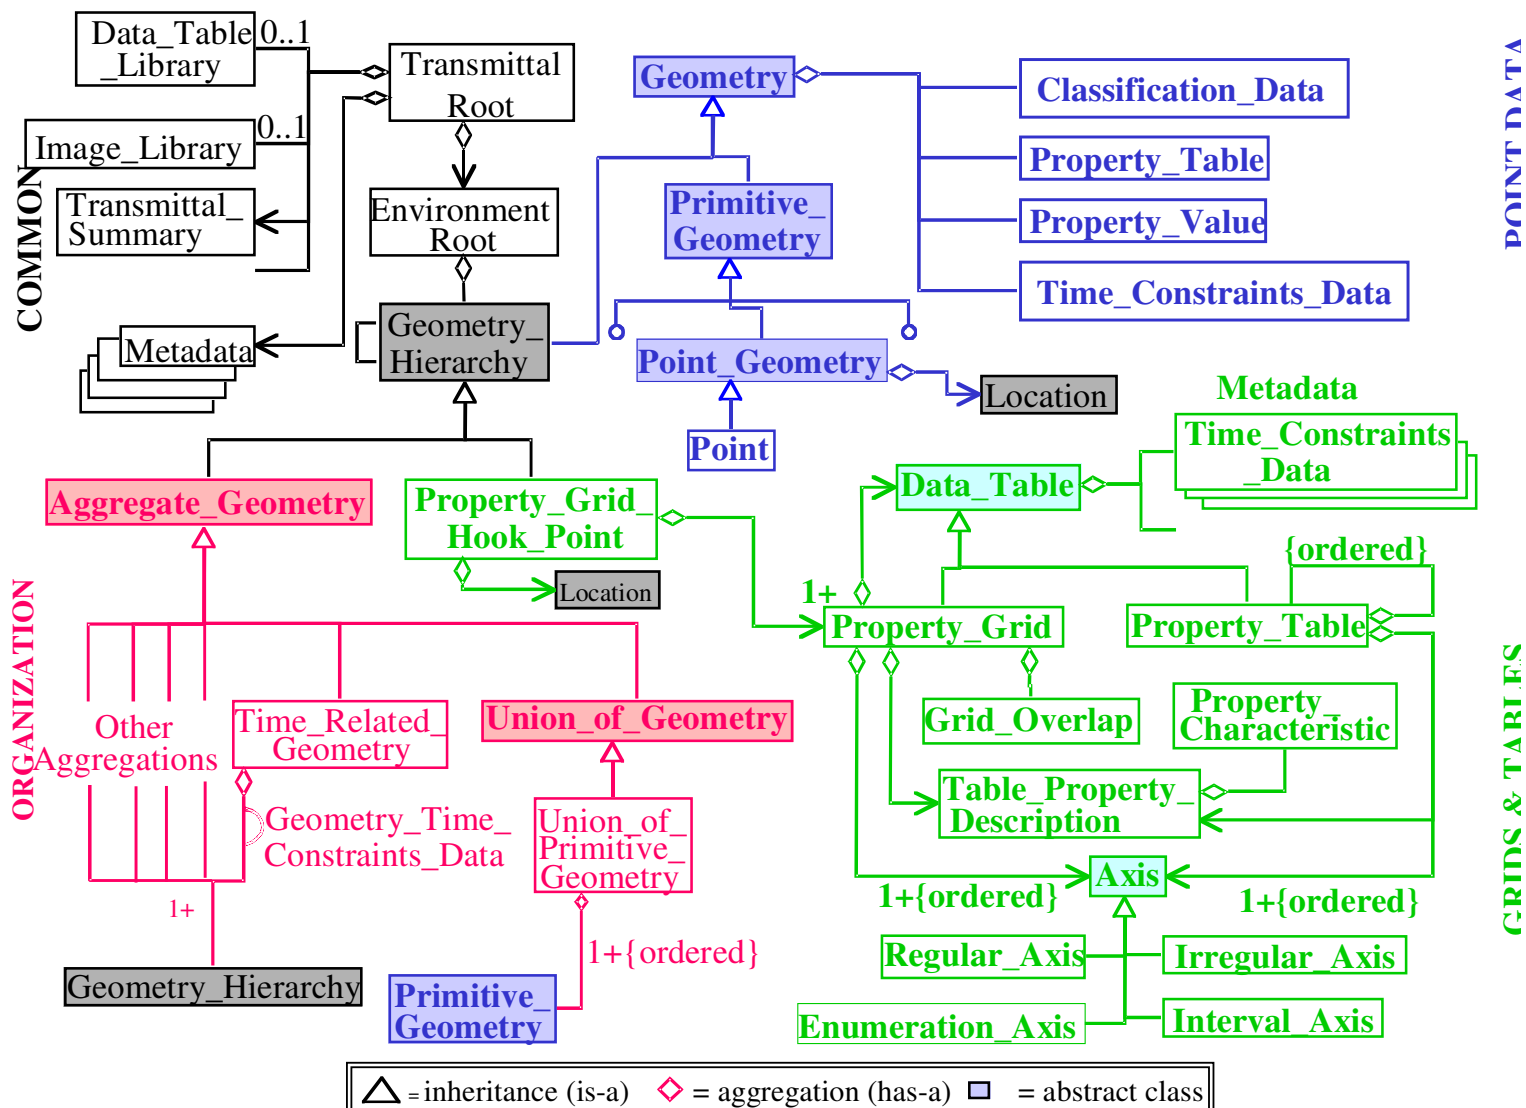 Data_Table
_Library
0..1
Image_Library
0..1
Transmittal_
Summary
Metadata
Transmittal
Root
Environment
Root
Geometry_
Hierarchy
COMMON
Geometry
Primitive_
Geometry
Point_Geometry
Point
Location
Classification_Data
Property_Table
Property_Value
Time_Constraints_Data
POINT DATA
Aggregate_Geometry
Property_Grid_
Hook_Point
Location
ORGANIZATION
Other
Aggregations
Time_Related_
Geometry
Union_of_Geometry
Geometry_Time_
Constraints_Data
Union_of_
Primitive_
Geometry
1+
1+{ordered}
Geometry_Hierarchy
Primitive_
Geometry
Metadata
Time_Constraints
_Data
Data_Table
{ordered}
1+
Property_Grid
Property_Table
Grid_Overlap
Property_
Characteristic
Table_Property_
Description
Axis
1+{ordered}
1+{ordered}
Regular_Axis
Irregular_Axis
Enumeration_Axis
Interval_Axis
GRIDS & TABLES
= inheritance (is-a)
= aggregation (has-a)
= abstract class